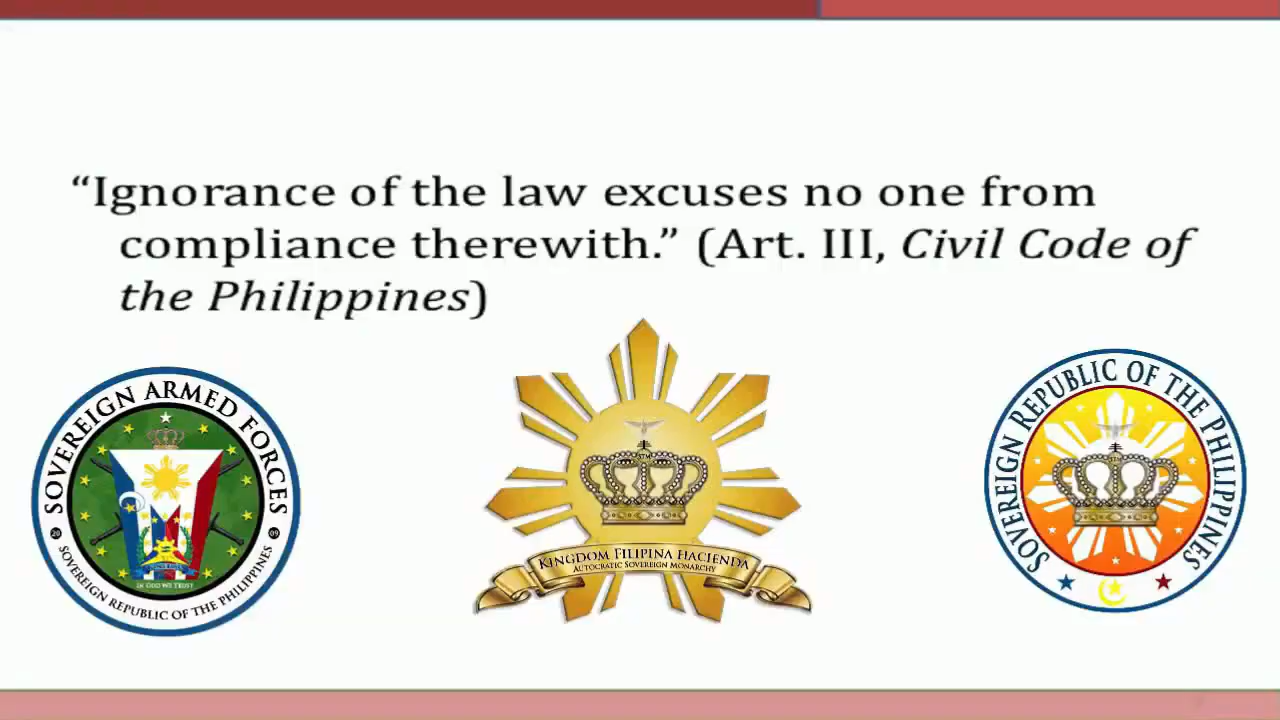 “Ignorance of the law excuses no one from
compliance therewith.” (Art. III, Civil Code of
the Philippines)
SOVEREIGN ARMED FORCES
20
09
IN GOD WE TRUST
SOVEREIGN REPUBLIC OF THE PHILIPPINES
KINGDOM FILIPINA HACIENDA
AUTOCRATIC SOVEREIGN MONARCHY
SOVEREIGN REPUBLIC OF THE PHILIPPINES